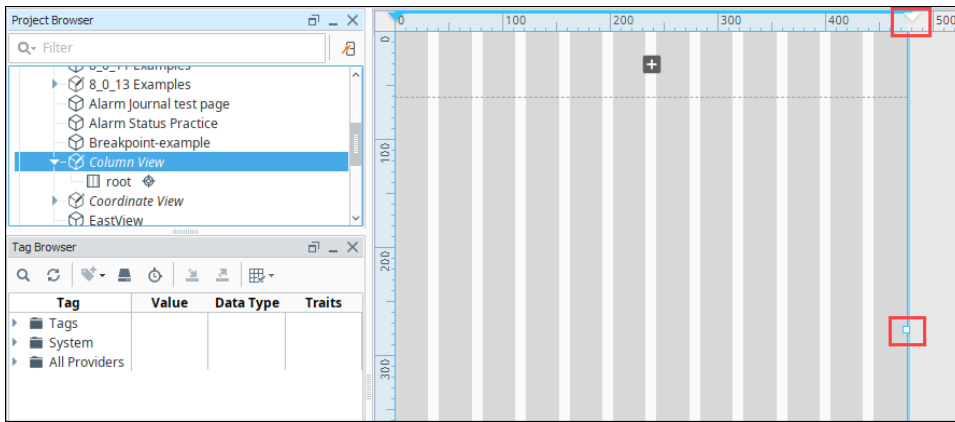 Project Browser
Filter
8_0_11 Examples
8_0_13 Examples
Alarm Journal test page
Alarm Status Practice
Breakpoint-example
Column View
root
Coordinate View
EastView
Tag Browser
Tag Value Data Type Traits
Tags
System
All Providers
0 100 200 300 400 500
0
100
200
300